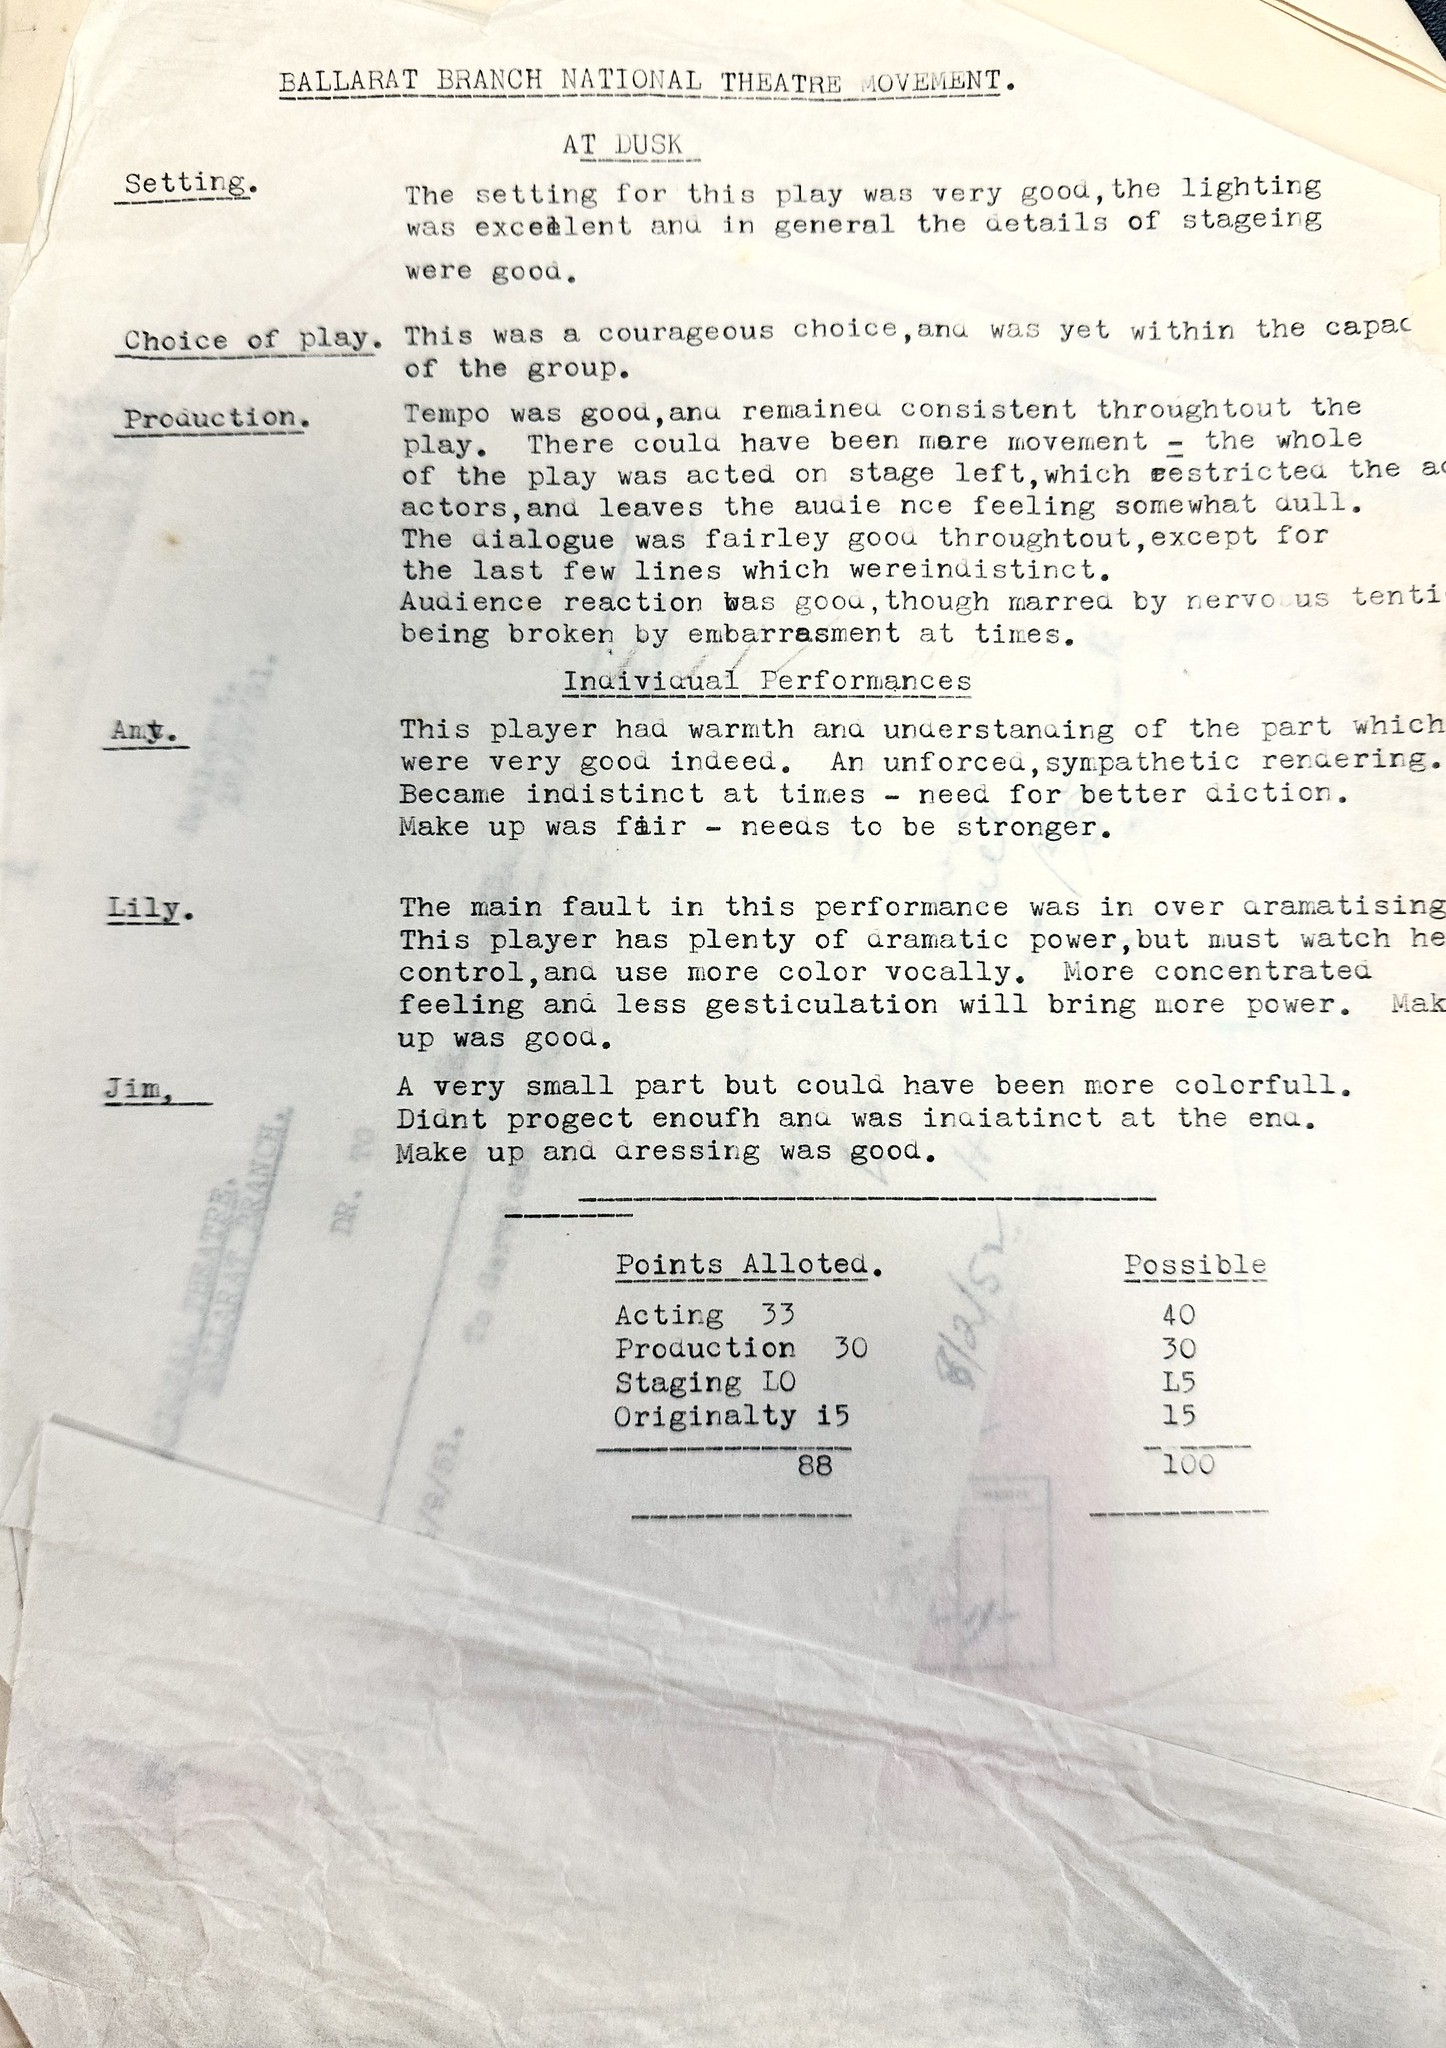 BALLARAT BRANCH NATIONAL THEATRE MOVEMENT.
AT DUSK
Setting.
The setting for this play was very good,the lighting
was excellent and in general the details of stageing
were good.
Choice of play.
This was a courageous choice,and was yet within the capac
of the group.
Production.
Tempo was good,and remained consistent throughtout the
play. There could have been more movement - the whole
of the play was acted on stage left,which restricted the ac
actors,and leaves the audie nce feeling somewhat dull.
The dialogue was fairley good throughtout,except for
the last few lines which wereindistinct.
Audience reaction was good,though marred by nervo us tenti
being broken by embarrasment at times.
Individual Performances
Amy.
This player had warmth and understanding of the part which
were very good indeed. An unforced,sympathetic rendering.
Became indistinct at times - need for better diction.
Make up was fair - needs to be stronger.
Lily.
The main fault in this performance was in over dramatising
This player has plenty of dramatic power,but must watch he
control,and use more color vocally. More concentrated
feeling and less gesticulation will bring more power. Mak
up was good.
Jim,
A very small part but could have been more colorfull.
Didnt progect enoufh and was indiatinct at the end.
Make up and dressing was good.
Points Alloted. Possible
Acting 33 40
Production 30 30
Staging LO L5
Originalty i5 15
88 100
THEATRE.
BALLARAT BRANCH.
DR. TO
8/2/52